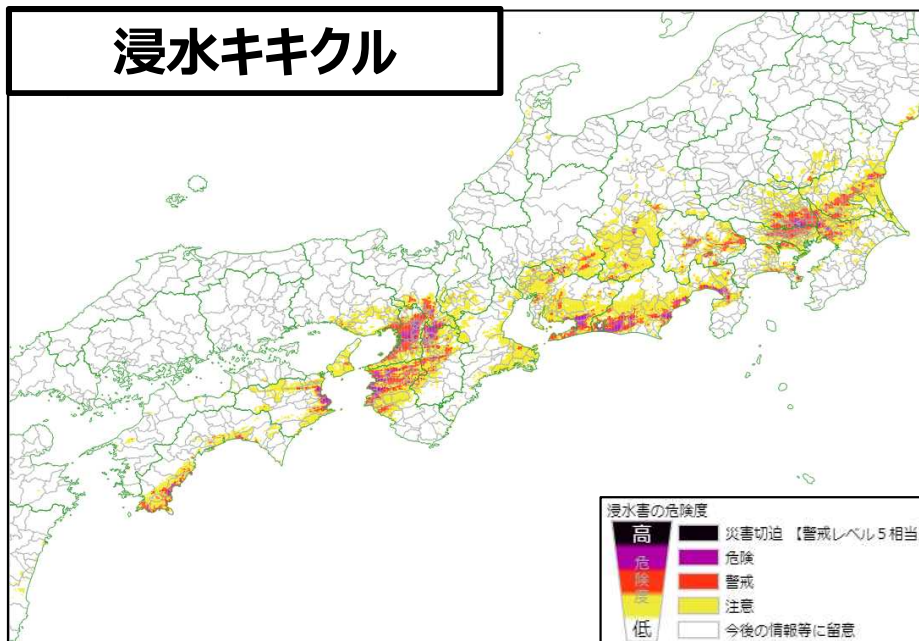 浸水キキクル
浸水害の危険度
高
危険度
低
災害切迫 【警戒レベル5相当
危険
警戒
注意
今後の情報等に留意